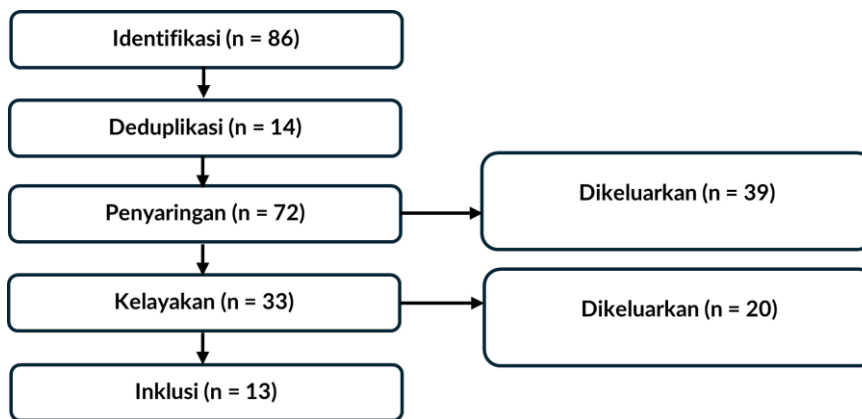 Identifikasi (n = 86)
Deduplikasi (n = 14)
Penyaringan (n = 72)
Dikeluarkan (n = 39)
Kelayakan (n = 33)
Dikeluarkan (n = 20)
Inklusi (n = 13)